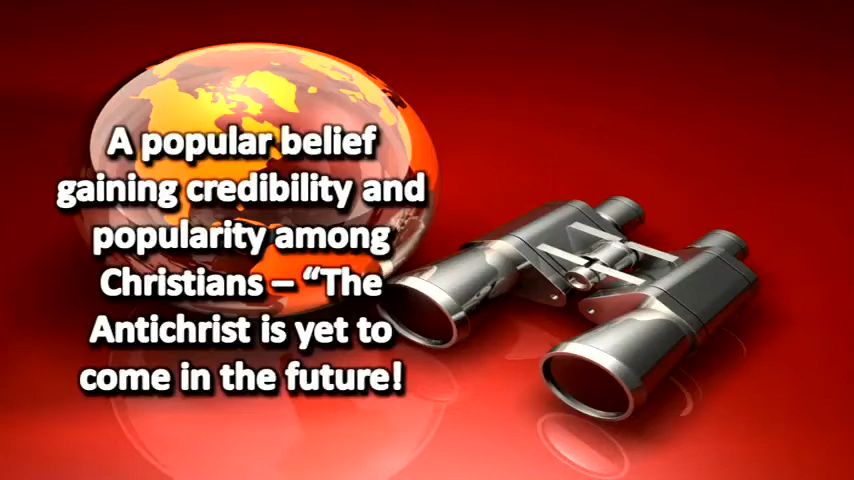 A popular belief
gaining credibility and
popularity among
Christians – “The
Antichrist is yet to
come in the future!